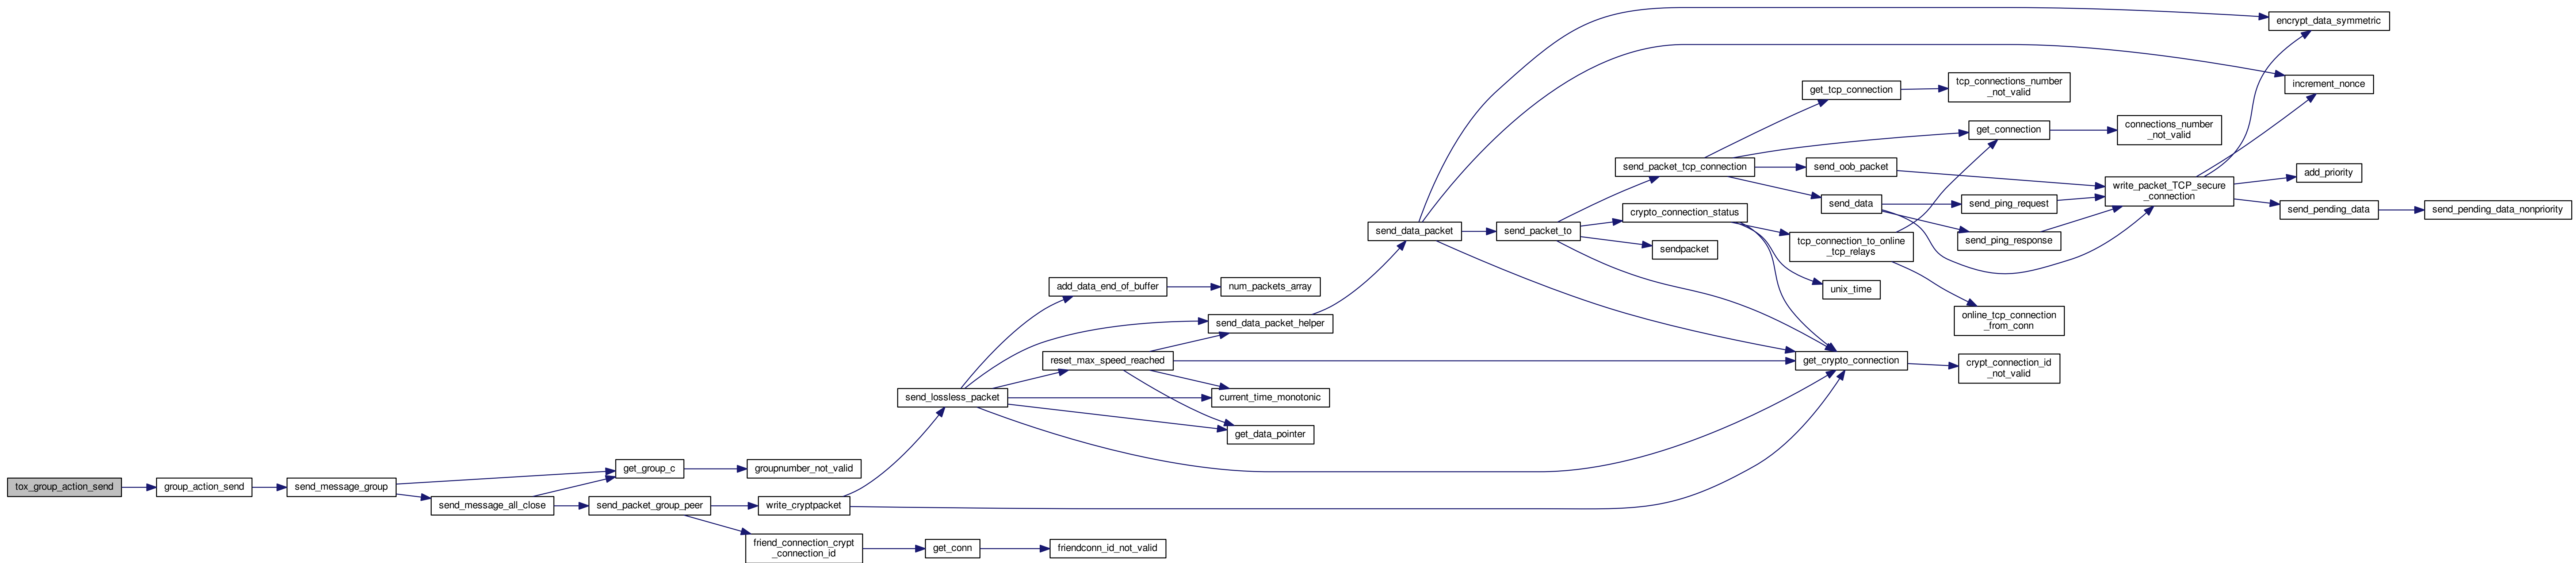 tox_group_action_send
group_action_send
send_message_group
get_group_c
groupnumber_not_valid
send_message_all_close
send_packet_group_peer
write_cryptpacket
friend_connection_crypt
_connection_id
get_conn
friendconn_id_not_valid
send_lossless_packet
add_data_end_of_buffer
num_packets_array
send_data_packet_helper
reset_max_speed_reached
current_time_monotonic
get_data_pointer
send_data_packet
send_packet_to
send_packet_tcp_connection
crypto_connection_status
sendpacket
get_tcp_connection
tcp_connections_number
_not_valid
get_connection
connections_number
_not_valid
send_oob_packet
send_data
send_ping_request
send_ping_response
tcp_connection_to_online
_tcp_relays
unix_time
online_tcp_connection
_from_conn
get_crypto_connection
crypt_connection_id
_not_valid
write_packet_TCP_secure
_connection
encrypt_data_symmetric
increment_nonce
add_priority
send_pending_data
send_pending_data_nonpriority